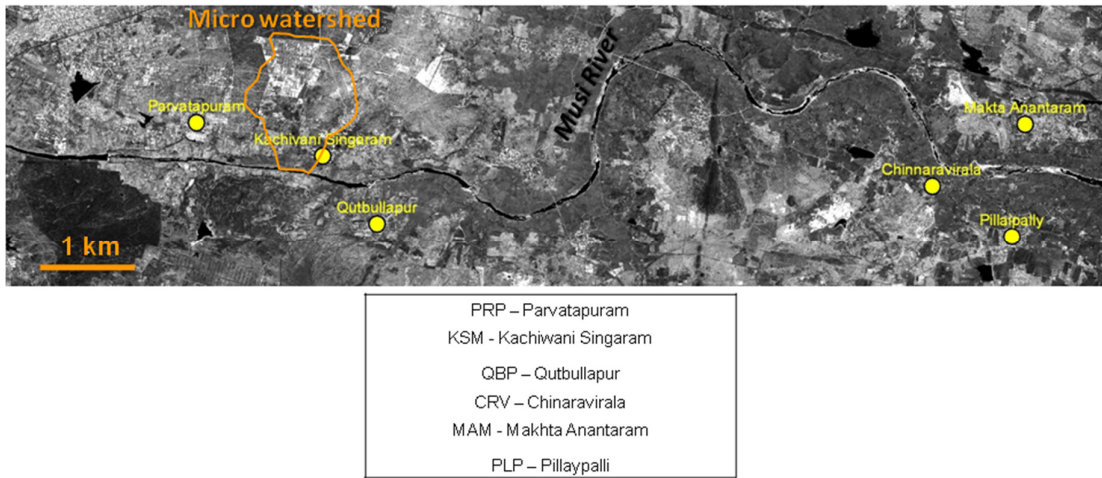 Micro watershed
Musi River
Parvatapuram
Makta Anantaram
Kachivani Singaram
Chinnaravirala
Qutbullapur
Pillaipally
1 km
PRP – Parvatapuram
KSM - Kachiwani Singaram
QBP – Qutbullapur
CRV – Chinaravirala
MAM - Makhta Anantaram
PLP – Pillaypalli